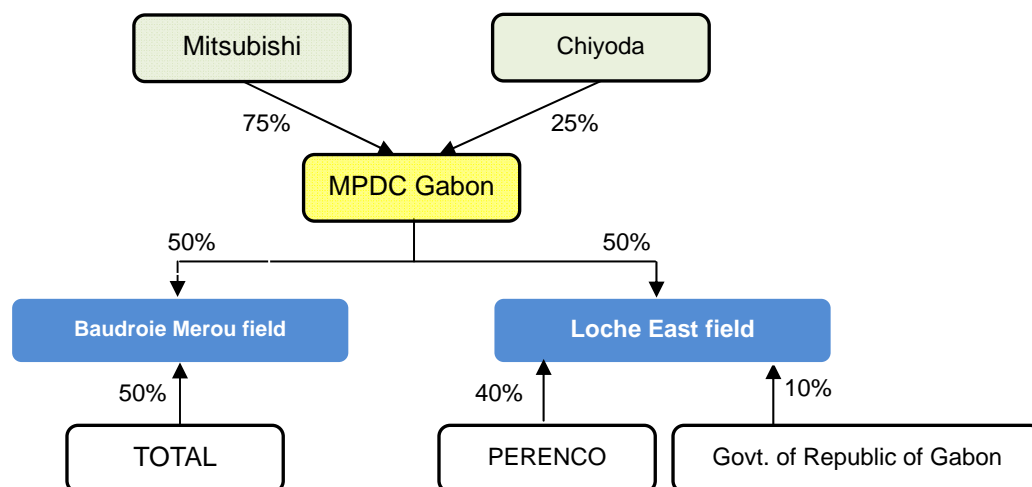 Mitsubishi
Chiyoda
75%
25%
MPDC Gabon
50%
50%
Baudroie Merou field
Loche East field
50%
40%
10%
TOTAL
PERENCO
Govt. of Republic of Gabon